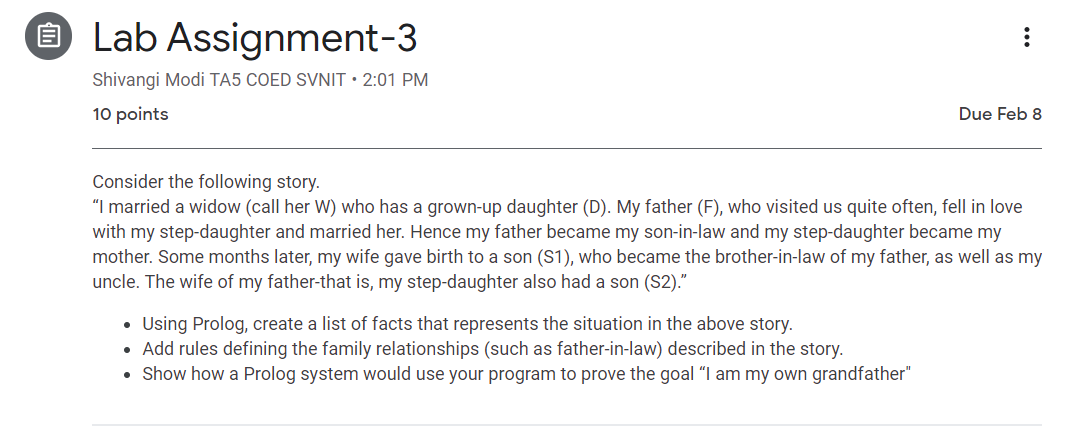 Lab Assignment-3
Shivangi Modi TA5 COED SVNIT • 2:01 PM
10 points Due Feb 8
Consider the following story.
“I married a widow (call her W) who has a grown-up daughter (D). My father (F), who visited us quite often, fell in love
with my step-daughter and married her. Hence my father became my son-in-law and my step-daughter became my
mother. Some months later, my wife gave birth to a son (S1), who became the brother-in-law of my father, as well as my
uncle. The wife of my father-that is, my step-daughter also had a son (S2).”
• Using Prolog, create a list of facts that represents the situation in the above story.
• Add rules defining the family relationships (such as father-in-law) described in the story.
• Show how a Prolog system would use your program to prove the goal “I am my own grandfather"